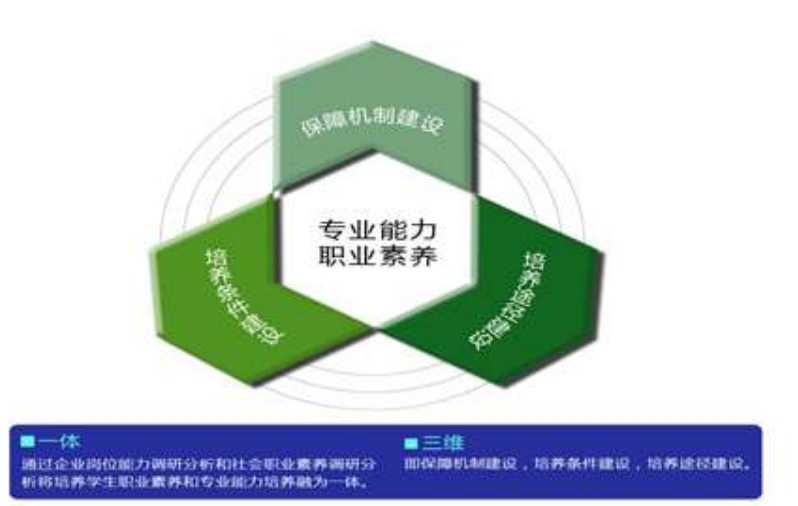 保障机制建设
专业能力
职业素养
培养条件建设
培养途径建设
■一体
通过企业岗位能力调研分析和社会职业素养调研分
析将培养学生职业素养和专业能力培养融为一体。
■三维
即保障机制建设，培养条件建设，培养途径建设。